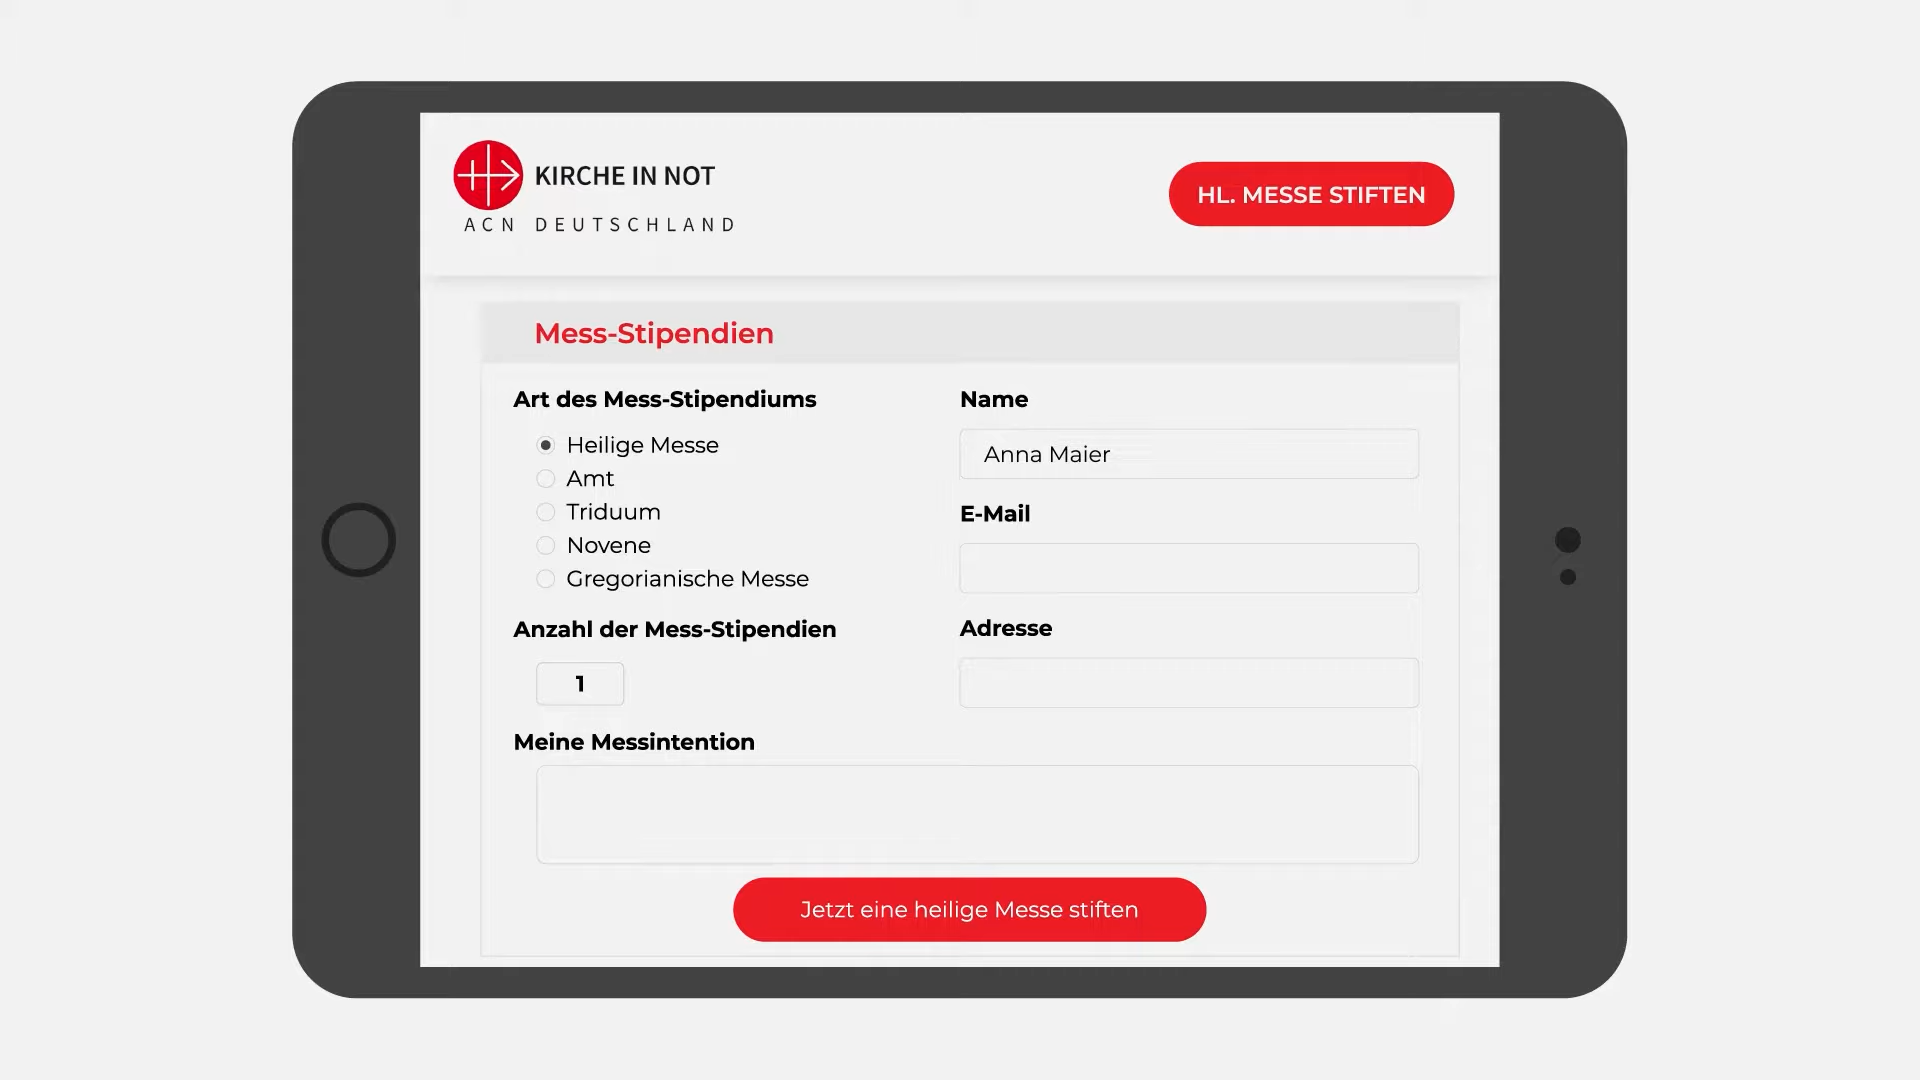 KIRCHE IN NOT
ACN DEUTSCHLAND
HL. MESSE STIFTEN
Mess-Stipendien
Art des Mess-Stipendiums
Heilige Messe
Amt
Triduum
Novene
Gregorianische Messe
Anzahl der Mess-Stipendien
1
Name
Anna Maier
E-Mail
Adresse
Meine Messintention
Jetzt eine heilige Messe stiften